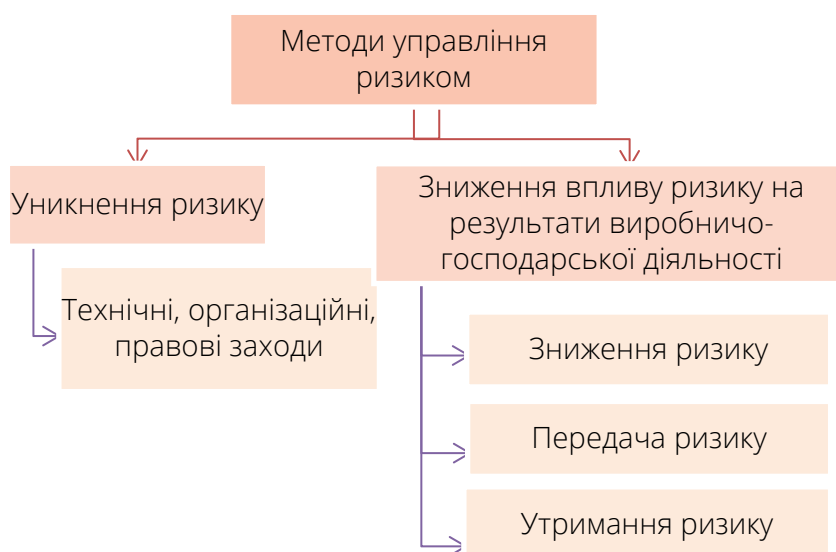 Методи управління
ризиком
Уникнення ризику
Технічні, організаційні,
правові заходи
Зниження впливу ризику на
результати виробничо-
господарської діяльності
Зниження ризику
Передача ризику
Утримання ризику